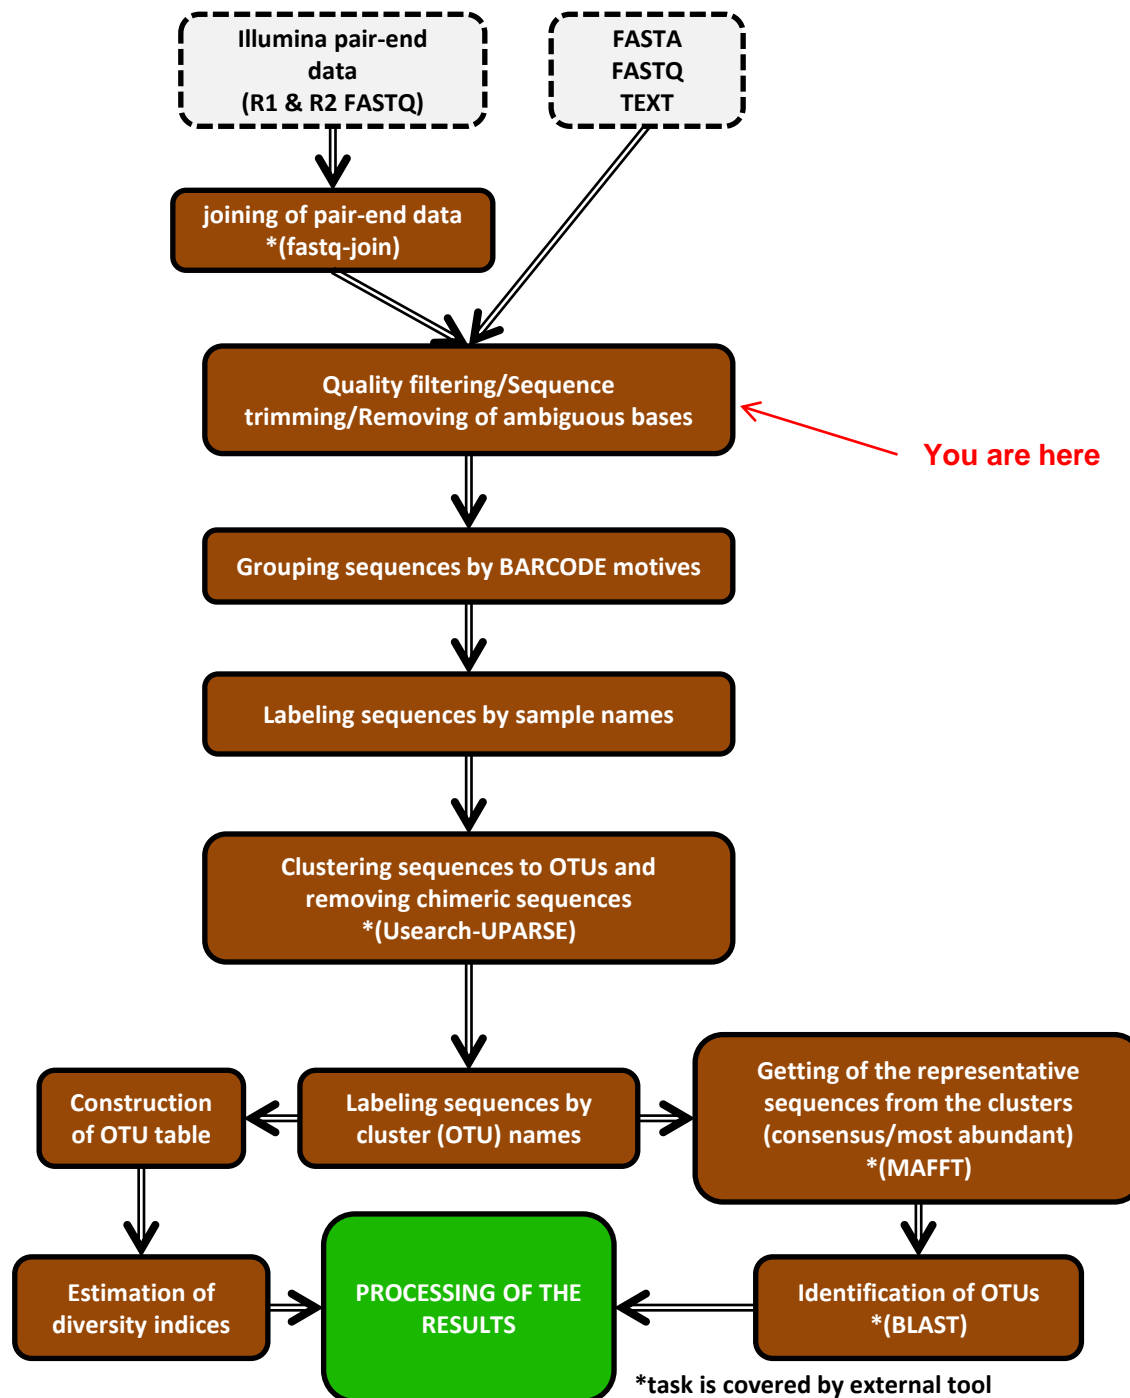 Illumina pair-end
data
(R1 & R2 FASTQ)
FASTA
FASTQ
TEXT
joining of pair-end data
*(fastq-join)
Quality filtering/Sequence
trimming/Removing of ambiguous bases
You are here
Grouping sequences by BARCODE motives
Labeling sequences by sample names
Clustering sequences to OTUs and
removing chimeric sequences
*(Usearch-UPARSE)
Construction
of OTU table
Labeling sequences by
cluster (OTU) names
Getting of the representative
sequences from the clusters
(consensus/most abundant)
*(MAFFT)
Estimation of
diversity indices
PROCESSING OF THE
RESULTS
Identification of OTUs
*(BLAST)
*task is covered by external tool